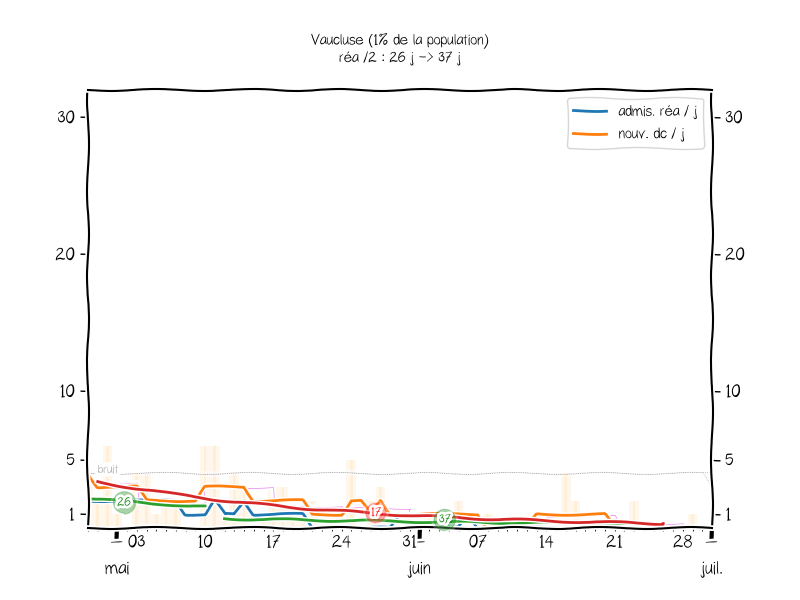 Vaucluse (1% de la population)
réa /2 : 26 j -> 37 j
admis. réa / j
nouv. dc / j
30
30
20
20
10
10
5
5
bruit
26
17
37
1
1
03 10 17 24 31 07 14 21 28
mai juin juil.